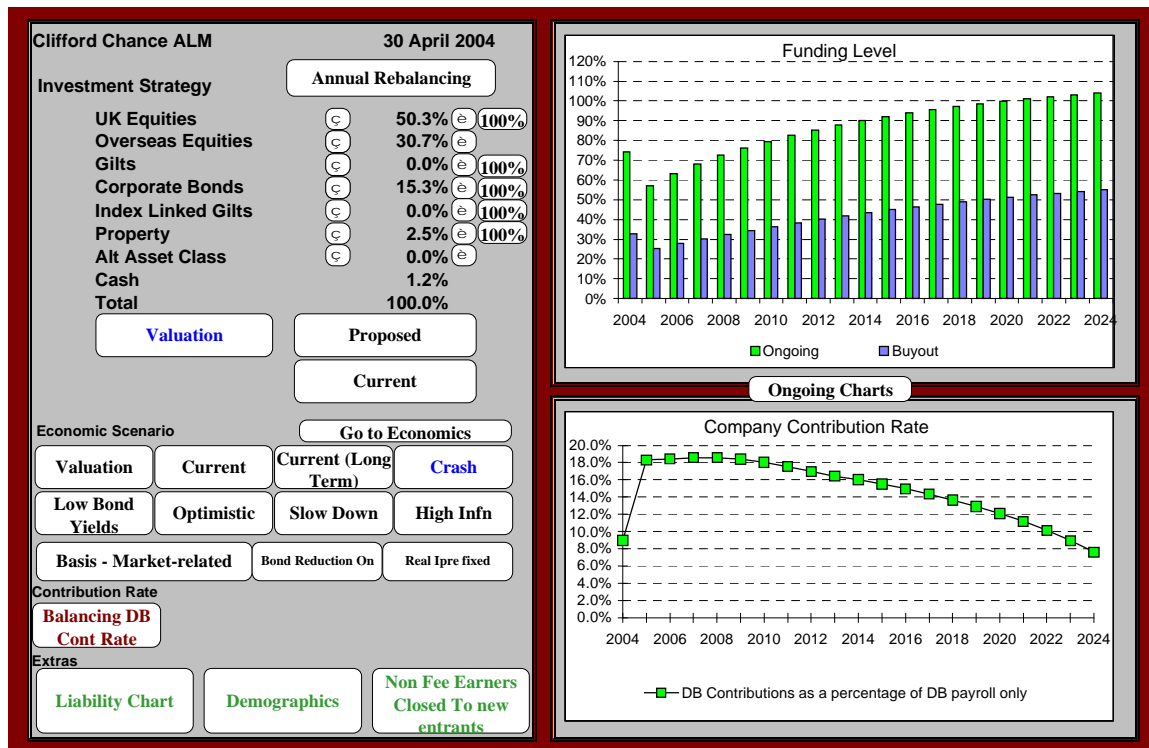 Clifford Chance ALM 30 April 2004
Investment Strategy Annual Rebalancing
UK Equities ç 50.3% è 100%
Overseas Equities ç 30.7% è
Gilts ç 0.0% è 100%
Corporate Bonds ç 15.3% è 100%
Index Linked Gilts ç 0.0% è 100%
Property ç 2.5% è 100%
Alt Asset Class ç 0.0% è
Cash 1.2%
Total 100.0%
Valuation Proposed
Current
Economic Scenario Go to Economics
Valuation Current Current (Long Term) Crash
Low Bond Yields Optimistic Slow Down High Infn
Basis - Market-related Bond Reduction On Real Ipre fixed
Contribution Rate
Balancing DB
Cont Rate
Extras
Liability Chart Demographics Non Fee Earners Closed To new entrants
Funding Level
120%
110%
100%
90%
80%
70%
60%
50%
40%
30%
20%
10%
0%
2004 2006 2008 2010 2012 2014 2016 2018 2020 2022 2024
Ongoing Buyout
Ongoing Charts
Company Contribution Rate
20.0%
18.0%
16.0%
14.0%
12.0%
10.0%
8.0%
6.0%
4.0%
2.0%
0.0%
2004 2006 2008 2010 2012 2014 2016 2018 2020 2022 2024
DB Contributions as a percentage of DB payroll only